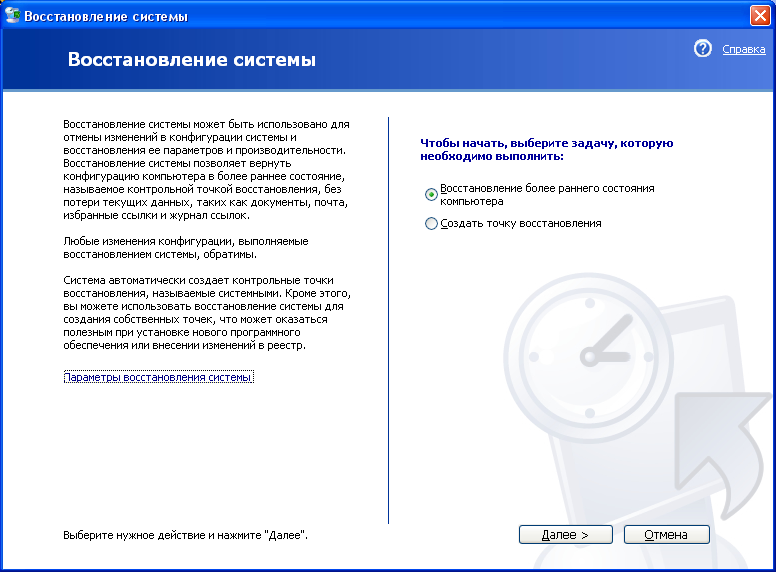 Восстановление системы
Восстановление системы
Справка
Восстановление системы может быть использовано для
отмены изменений в конфигурации системы и
восстановления ее параметров и производительности.
Восстановление системы позволяет вернуть
конфигурацию компьютера в более раннее состояние,
называемое контрольной точкой восстановления, без
потери текущих данных, таких как документы, почта,
избранные ссылки и журнал ссылок.
Любые изменения конфигурации, выполняемые
восстановлением системы, обратимы.
Система автоматически создает контрольные точки
восстановления, называемые системными. Кроме этого,
вы можете использовать восстановление системы для
создания собственных точек, что может оказаться
полезным при установке нового программного
обеспечения или внесении изменений в реестр.
Параметры восстановления системы
Чтобы начать, выберите задачу, которую
необходимо выполнить:
Восстановление более раннего состояния
компьютера
Создать точку восстановления
Выберите нужное действие и нажмите "Далее".
Далее >
Отмена